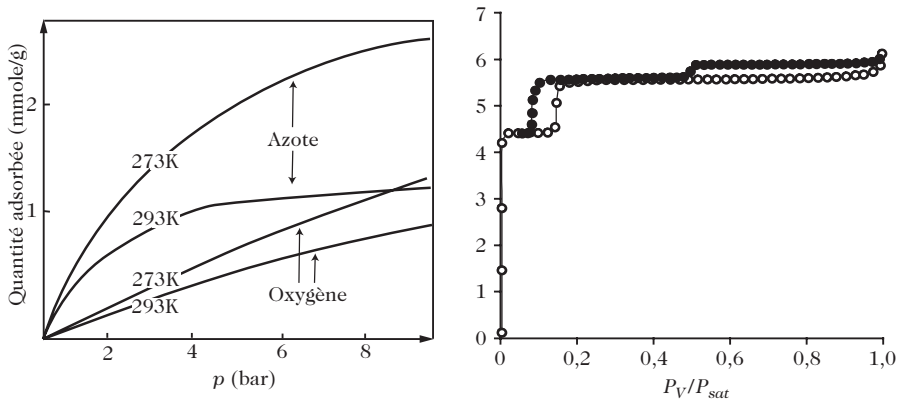 Quantité adsorbée (mmole/g)
2
1
273K
Azote
293K
273K
293K
Oxygène
2 4 6 8
p (bar)
7
6
5
4
3
2
1
0
0 0,2 0,4 0,6 0,8 1,0
P_V/P_sat